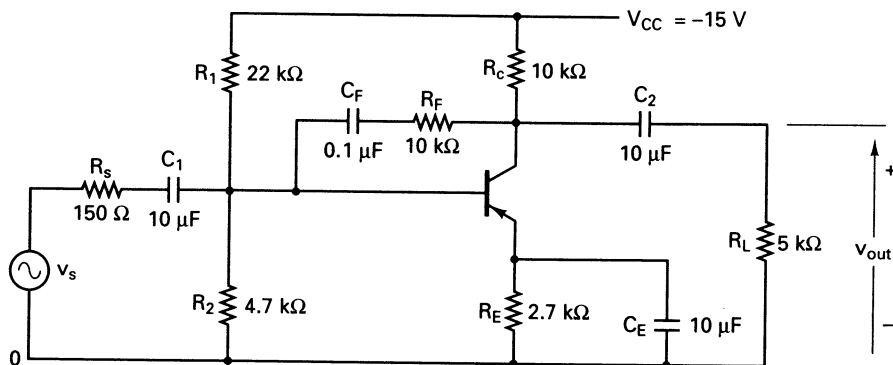 V_CC = −15 V
R_1 22 kΩ
R_c 10 kΩ
C_F
0.1 μF
R_F
10 kΩ
C_2
10 μF
R_s
150 Ω
C_1
10 μF
v_s
R_2 4.7 kΩ
R_E 2.7 kΩ
C_E 10 μF
R_L 5 kΩ
+
v_out
−
0